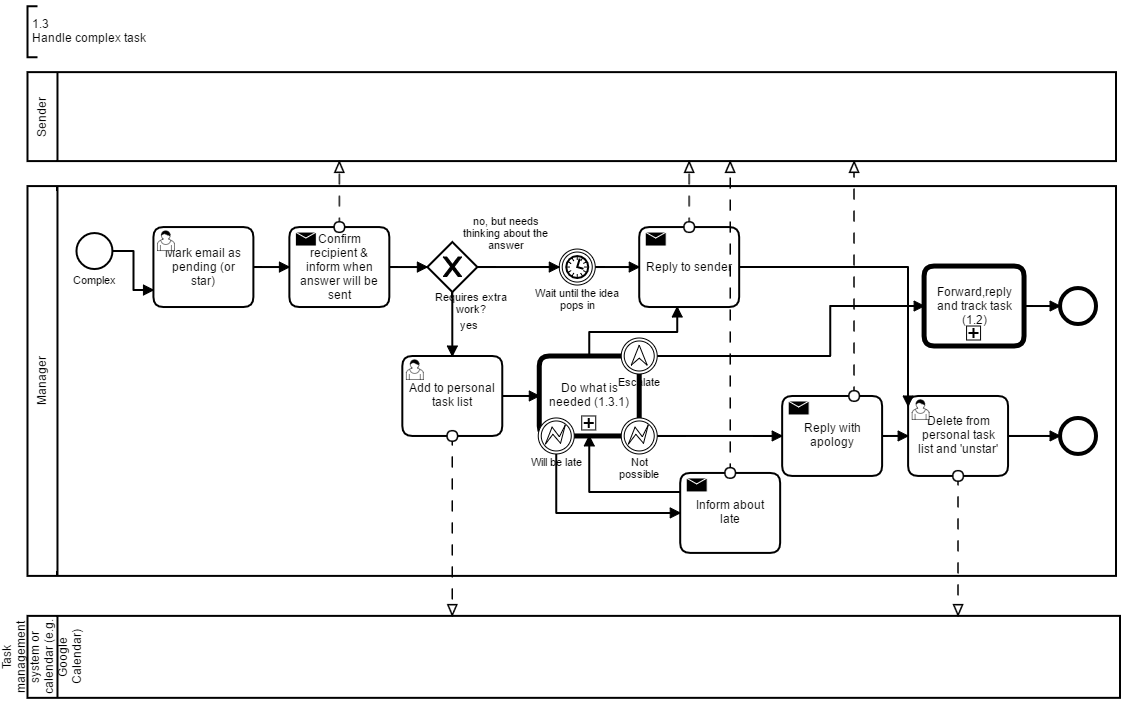 1.3
Handle complex task
Sender
Manager
Complex
Mark email as
pending (or
star)
Confirm
recipient &
inform when
answer will be
sent
no, but needs
thinking about the
answer
Requires extra
work?
yes
Wait until the idea
pops in
Reply to sender
Forward,reply
and track task
(1.2)
Add to personal
task list
Do what is
needed (1.3.1)
Escalate
Will be late
Not
possible
Reply with
apology
Delete from
personal task
list and 'unstar'
Inform about
late
Task
management
system or
calendar (e.g.
Google
Calendar)